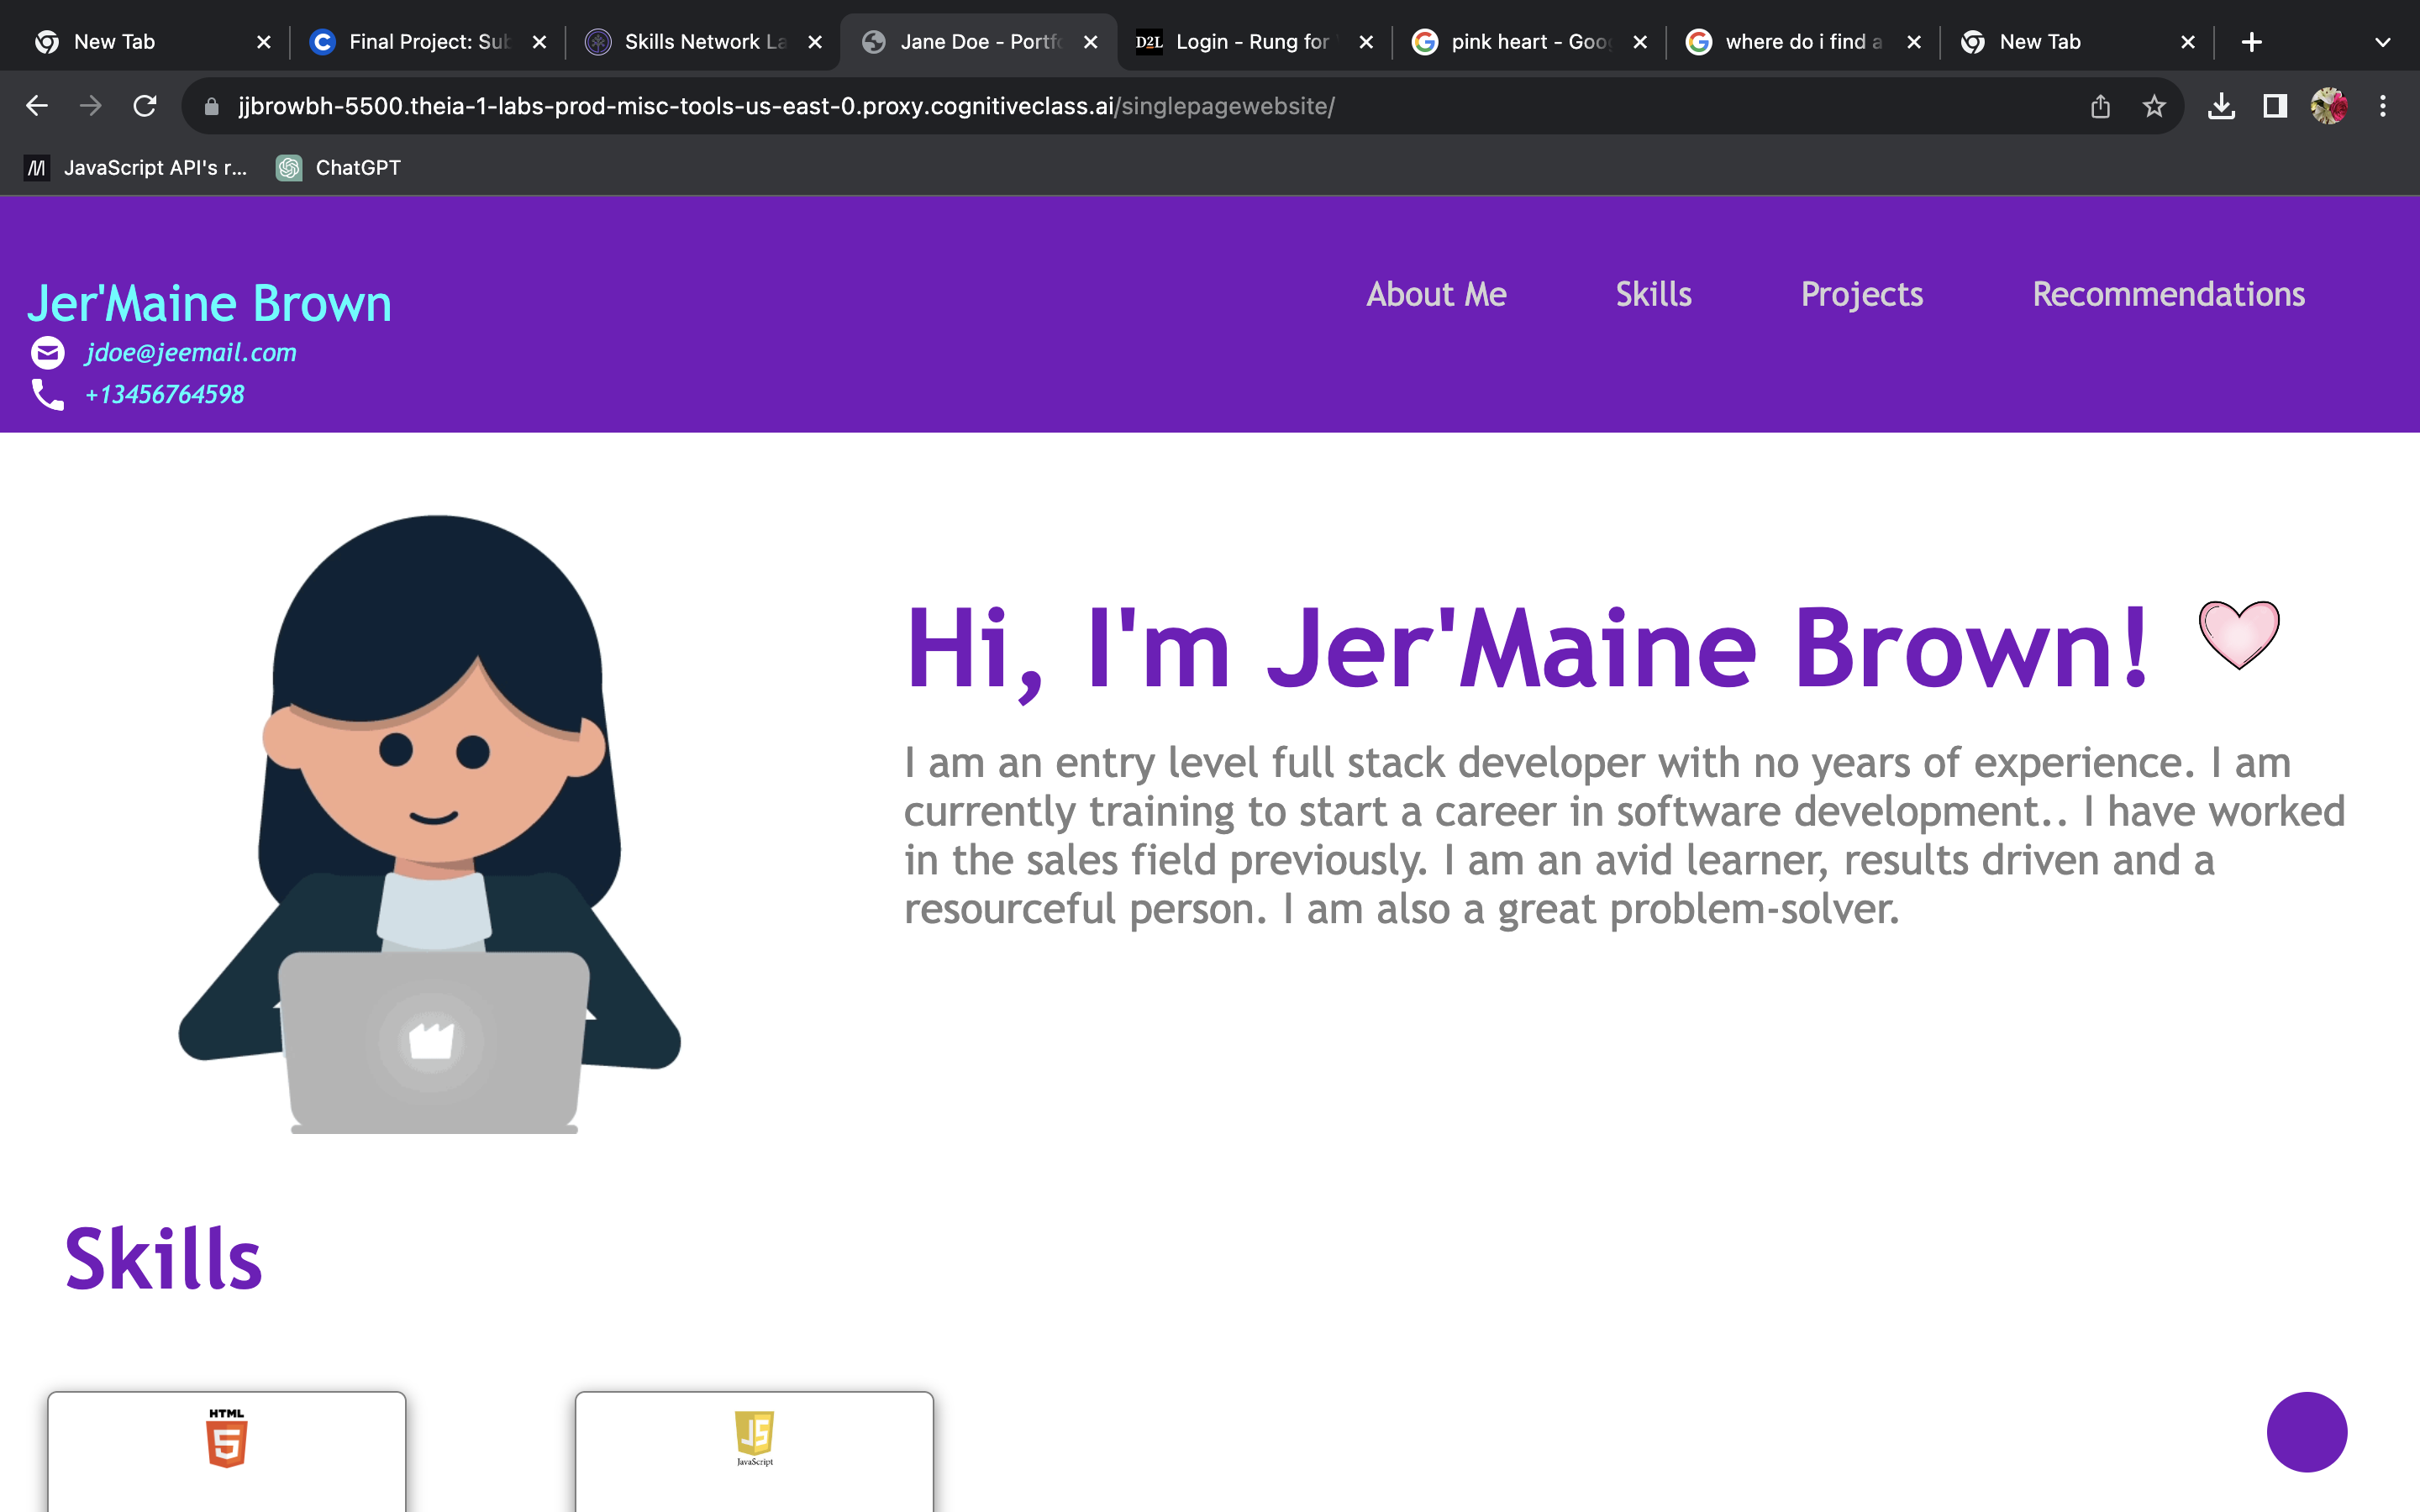 New Tab
Final Project: Sub
Skills Network La
Jane Doe - Portfo
D2L Login - Rung for
pink heart - Goog
where do i find a
New Tab
jjbrowbh-5500.theia-1-labs-prod-misc-tools-us-east-0.proxy.cognitiveclass.ai/singlepagewebsite/
JavaScript API's r...
ChatGPT
Jer'Maine Brown
jdoe@jeemail.com
+13456764598
About Me
Skills
Projects
Recommendations
Hi, I'm Jer'Maine Brown!
I am an entry level full stack developer with no years of experience. I am
currently training to start a career in software development.. I have worked
in the sales field previously. I am an avid learner, results driven and a
resourceful person. I am also a great problem-solver.
Skills
HTML
5
JS
JavaScript